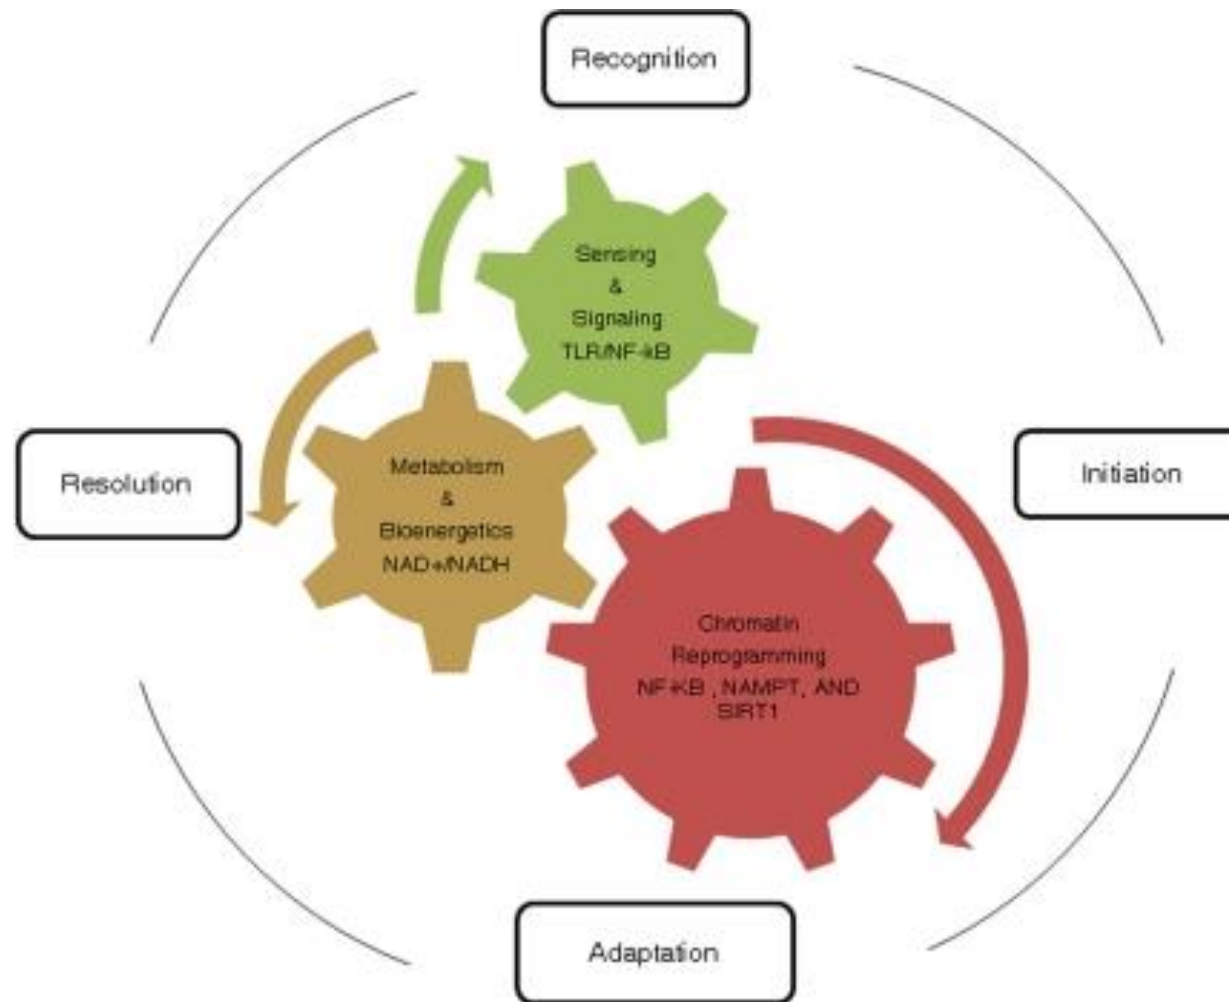 Recognition
Sensing
&
Signaling
TLR/NF-kB
Metabolism
&
Bioenergetics
NAD+/NADH
Resolution
Initiation
Chromatin
Reprogramming
NF-KB , NAMPT, AND
SIRT1
Adaptation